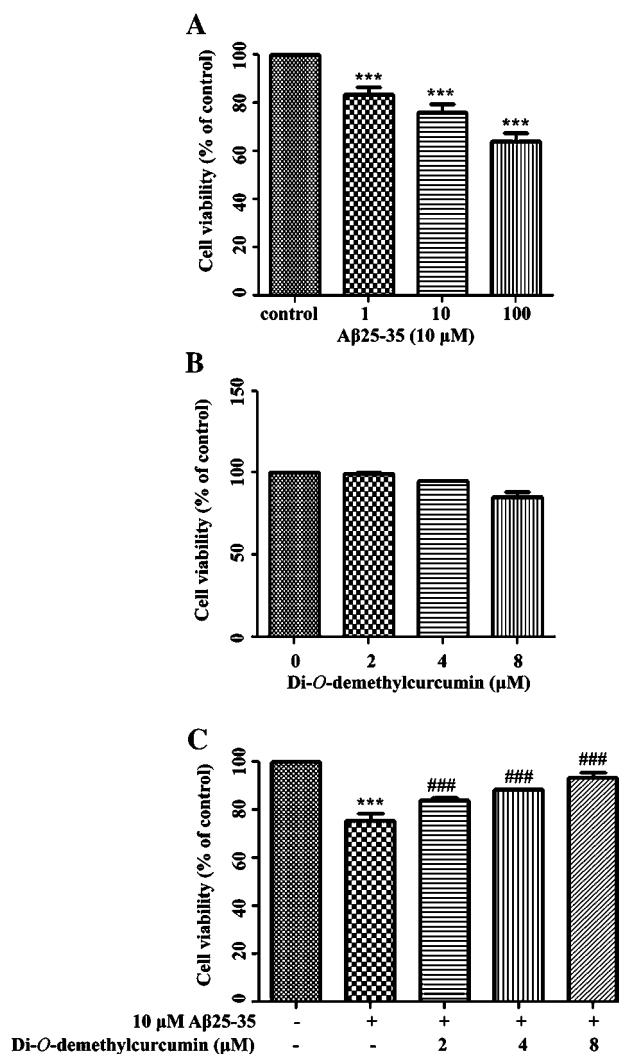 A
Cell viability (% of control)
100
80
60
40
20
0
***
***
***
control 1 10 100
Aβ25-35 (10 μM)
B
Cell viability (% of control)
150
100
50
0
0 2 4 8
Di-O-demethylcurcumin (μM)
C
Cell viability (% of control)
100
80
60
40
20
0
***
###
###
###
10 μM Aβ25-35 - + + + +
Di-O-demethylcurcumin (μM) - - 2 4 8